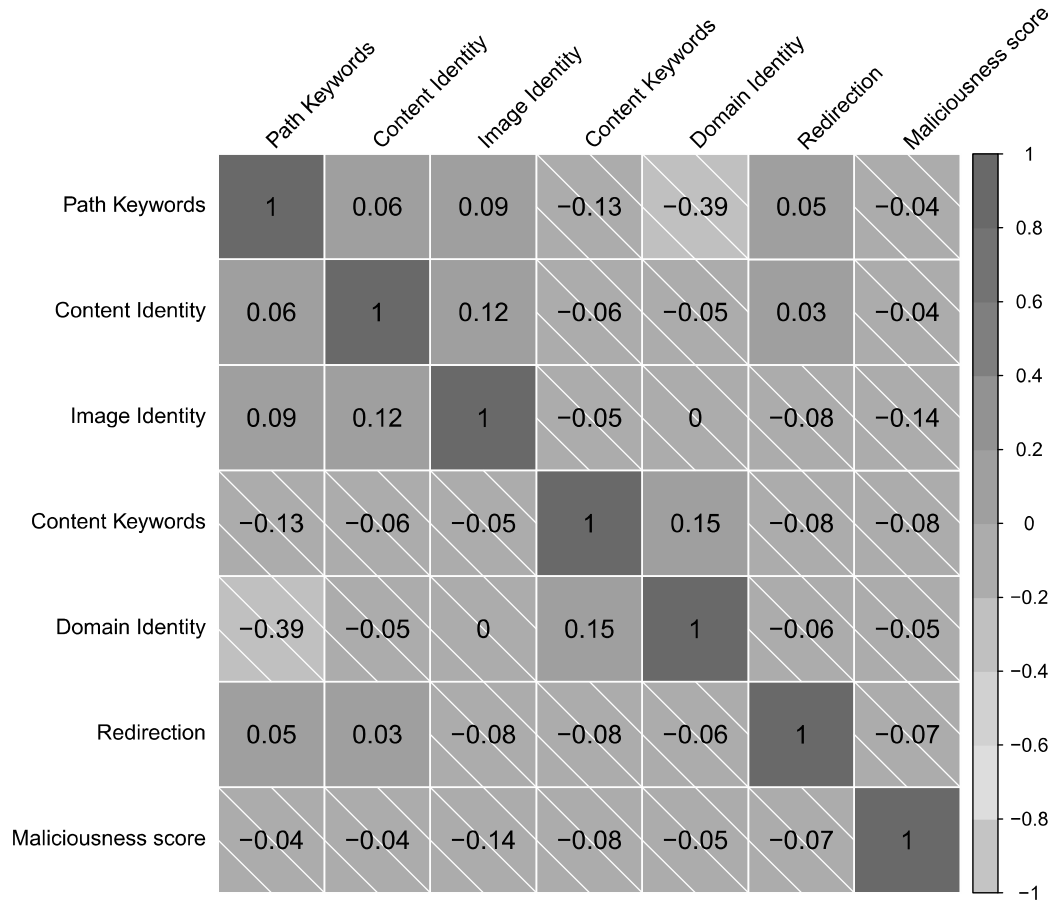 Path Keywords
Content Identity
Image Identity
Content Keywords
Domain Identity
Redirection
Maliciousness score
Path Keywords 1 0.06 0.09 −0.13 −0.39 0.05 −0.04
Content Identity 0.06 1 0.12 −0.06 −0.05 0.03 −0.04
Image Identity 0.09 0.12 1 −0.05 0 −0.08 −0.14
Content Keywords −0.13 −0.06 −0.05 1 0.15 −0.08 −0.08
Domain Identity −0.39 −0.05 0 0.15 1 −0.06 −0.05
Redirection 0.05 0.03 −0.08 −0.08 −0.06 1 −0.07
Maliciousness score −0.04 −0.04 −0.14 −0.08 −0.05 −0.07 1
1
0.8
0.6
0.4
0.2
0
−0.2
−0.4
−0.6
−0.8
−1